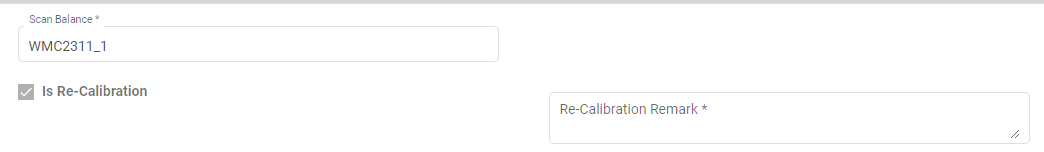 Scan Balance *
WMC2311_1
Is Re-Calibration
Re-Calibration Remark *